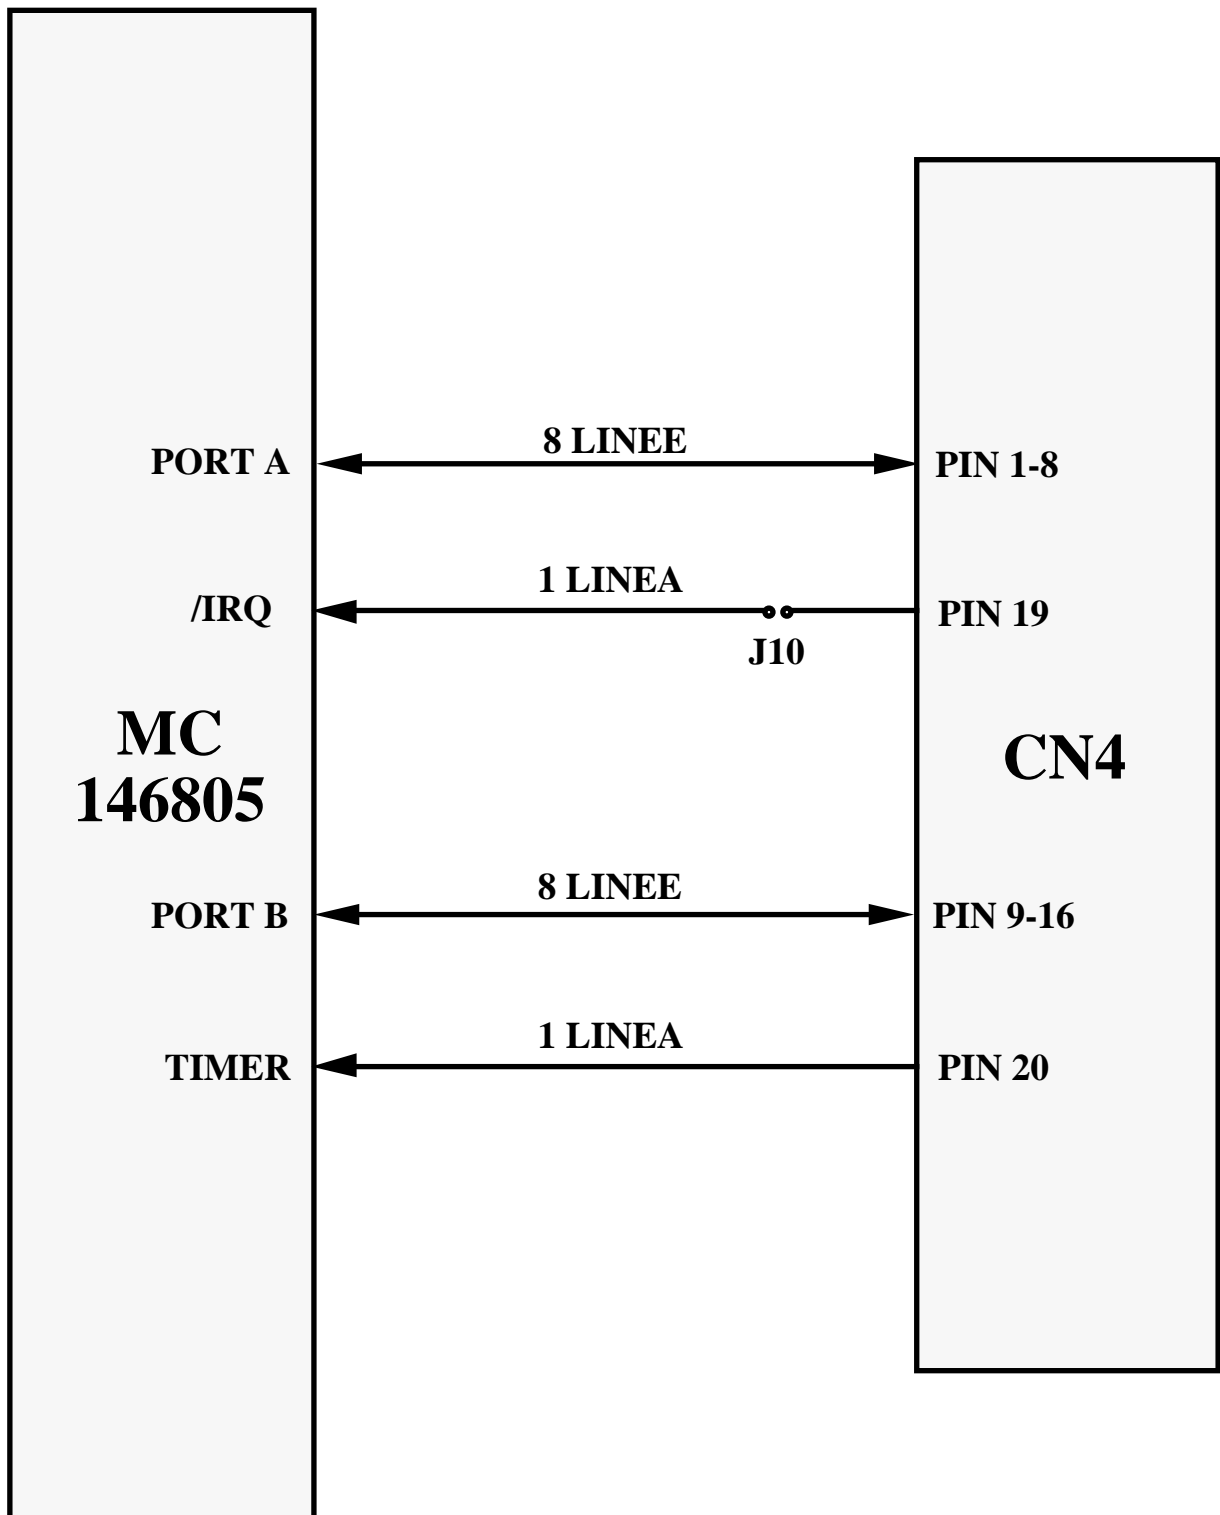 8 LINEE
PORT A
PIN 1-8
1 LINEA
/IRQ
PIN 19
J10
MC
146805
CN4
8 LINEE
PORT B
PIN 9-16
1 LINEA
TIMER
PIN 20